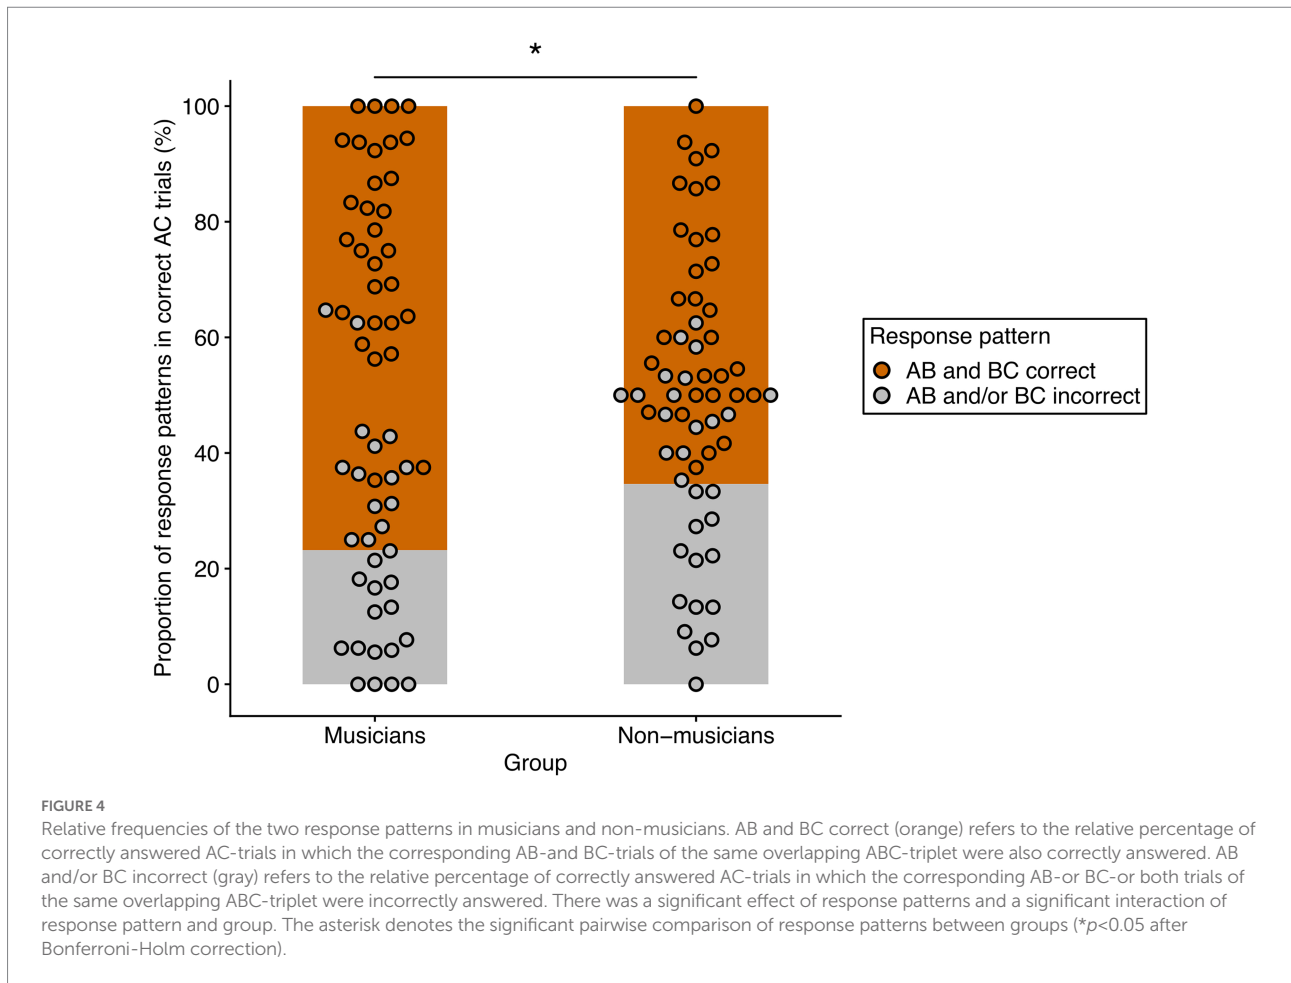 *
Proportion of response patterns in correct AC trials (%)
100
80
60
40
20
0
Musicians
Non−musicians
Group
Response pattern
AB and BC correct
AB and/or BC incorrect
FIGURE 4
Relative frequencies of the two response patterns in musicians and non-musicians. AB and BC correct (orange) refers to the relative percentage of
correctly answered AC-trials in which the corresponding AB-and BC-trials of the same overlapping ABC-triplet were also correctly answered. AB
and/or BC incorrect (gray) refers to the relative percentage of correctly answered AC-trials in which the corresponding AB-or BC-or both trials of
the same overlapping ABC-triplet were incorrectly answered. There was a significant effect of response patterns and a significant interaction of
response pattern and group. The asterisk denotes the significant pairwise comparison of response patterns between groups (*p<0.05 after
Bonferroni-Holm correction).